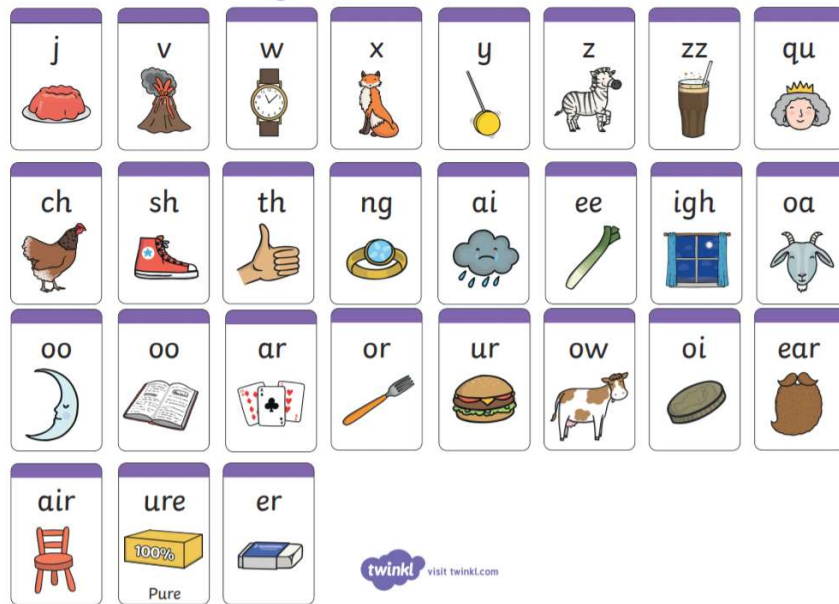 j v w x y z zz qu
ch sh th ng ai ee igh oa
oo oo ar or ur ow oi ear
air ure er
100%
Pure
twinkl visit twinkl.com